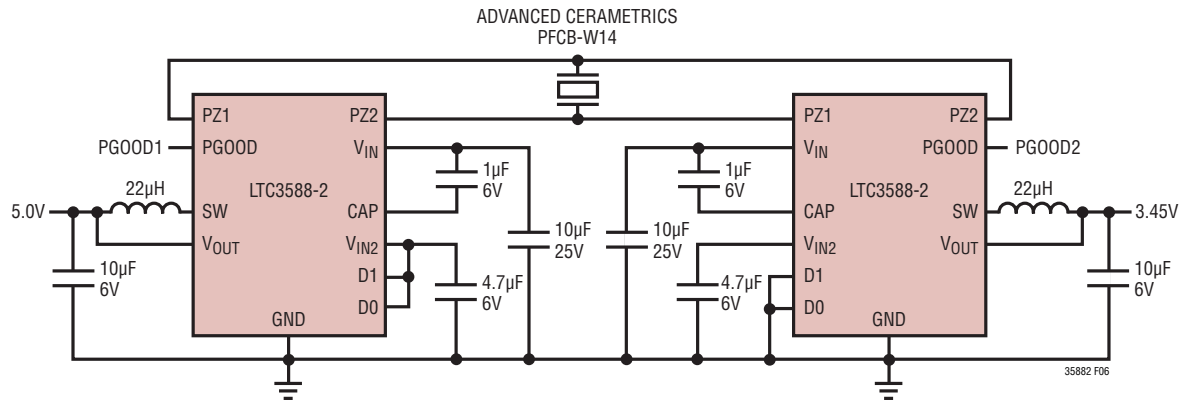 ADVANCED CERAMETRICS
PFCB-W14
PZ1
PZ2
PGOOD1
PGOOD
VIN
LTC3588-2
1µF
6V
22µH
5.0V
SW
CAP
VOUT
VIN2
10µF
25V
10µF
6V
D1
4.7µF
6V
D0
GND
PZ1
PZ2
VIN
PGOOD
PGOOD2
1µF
6V
LTC3588-2
22µH
CAP
SW
3.45V
10µF
25V
VIN2
VOUT
4.7µF
6V
D1
10µF
6V
D0
GND
35882 F06